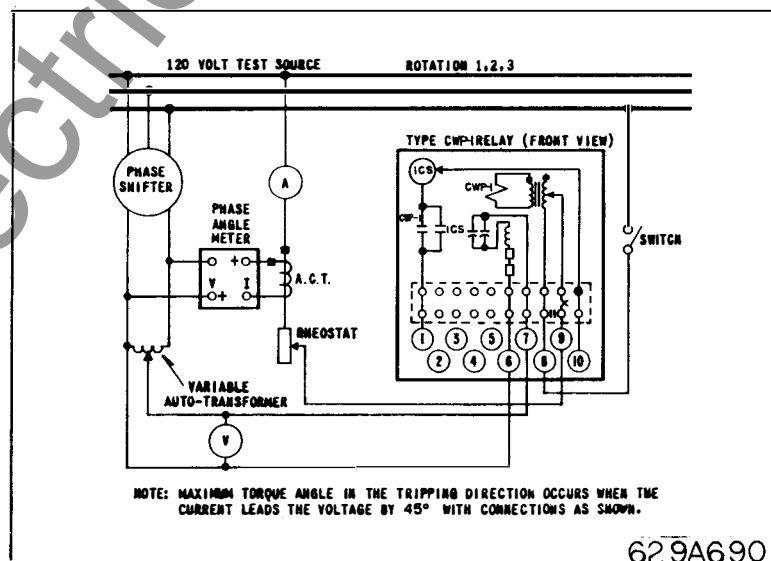 electric
120 VOLT TEST SOURCE
ROTATION 1,2,3
TYPE CWP-1 RELAY (FRONT VIEW)
ICS
CWP-1
PHASE
SHIFTER
A
PHASE
ANGLE
METER
CWP-1
ICS
SWITCH
+
V
I
+
A.C.T.
RHEOSTAT
1
3
5
7
9
2
4
6
8
10
VARIABLE
AUTO-TRANSFORMER
V
NOTE: MAXIMUM TORQUE ANGLE IN THE TRIPPING DIRECTION OCCURS WHEN THE
CURRENT LEADS THE VOLTAGE BY 45° WITH CONNECTIONS AS SHOWN.
629A690